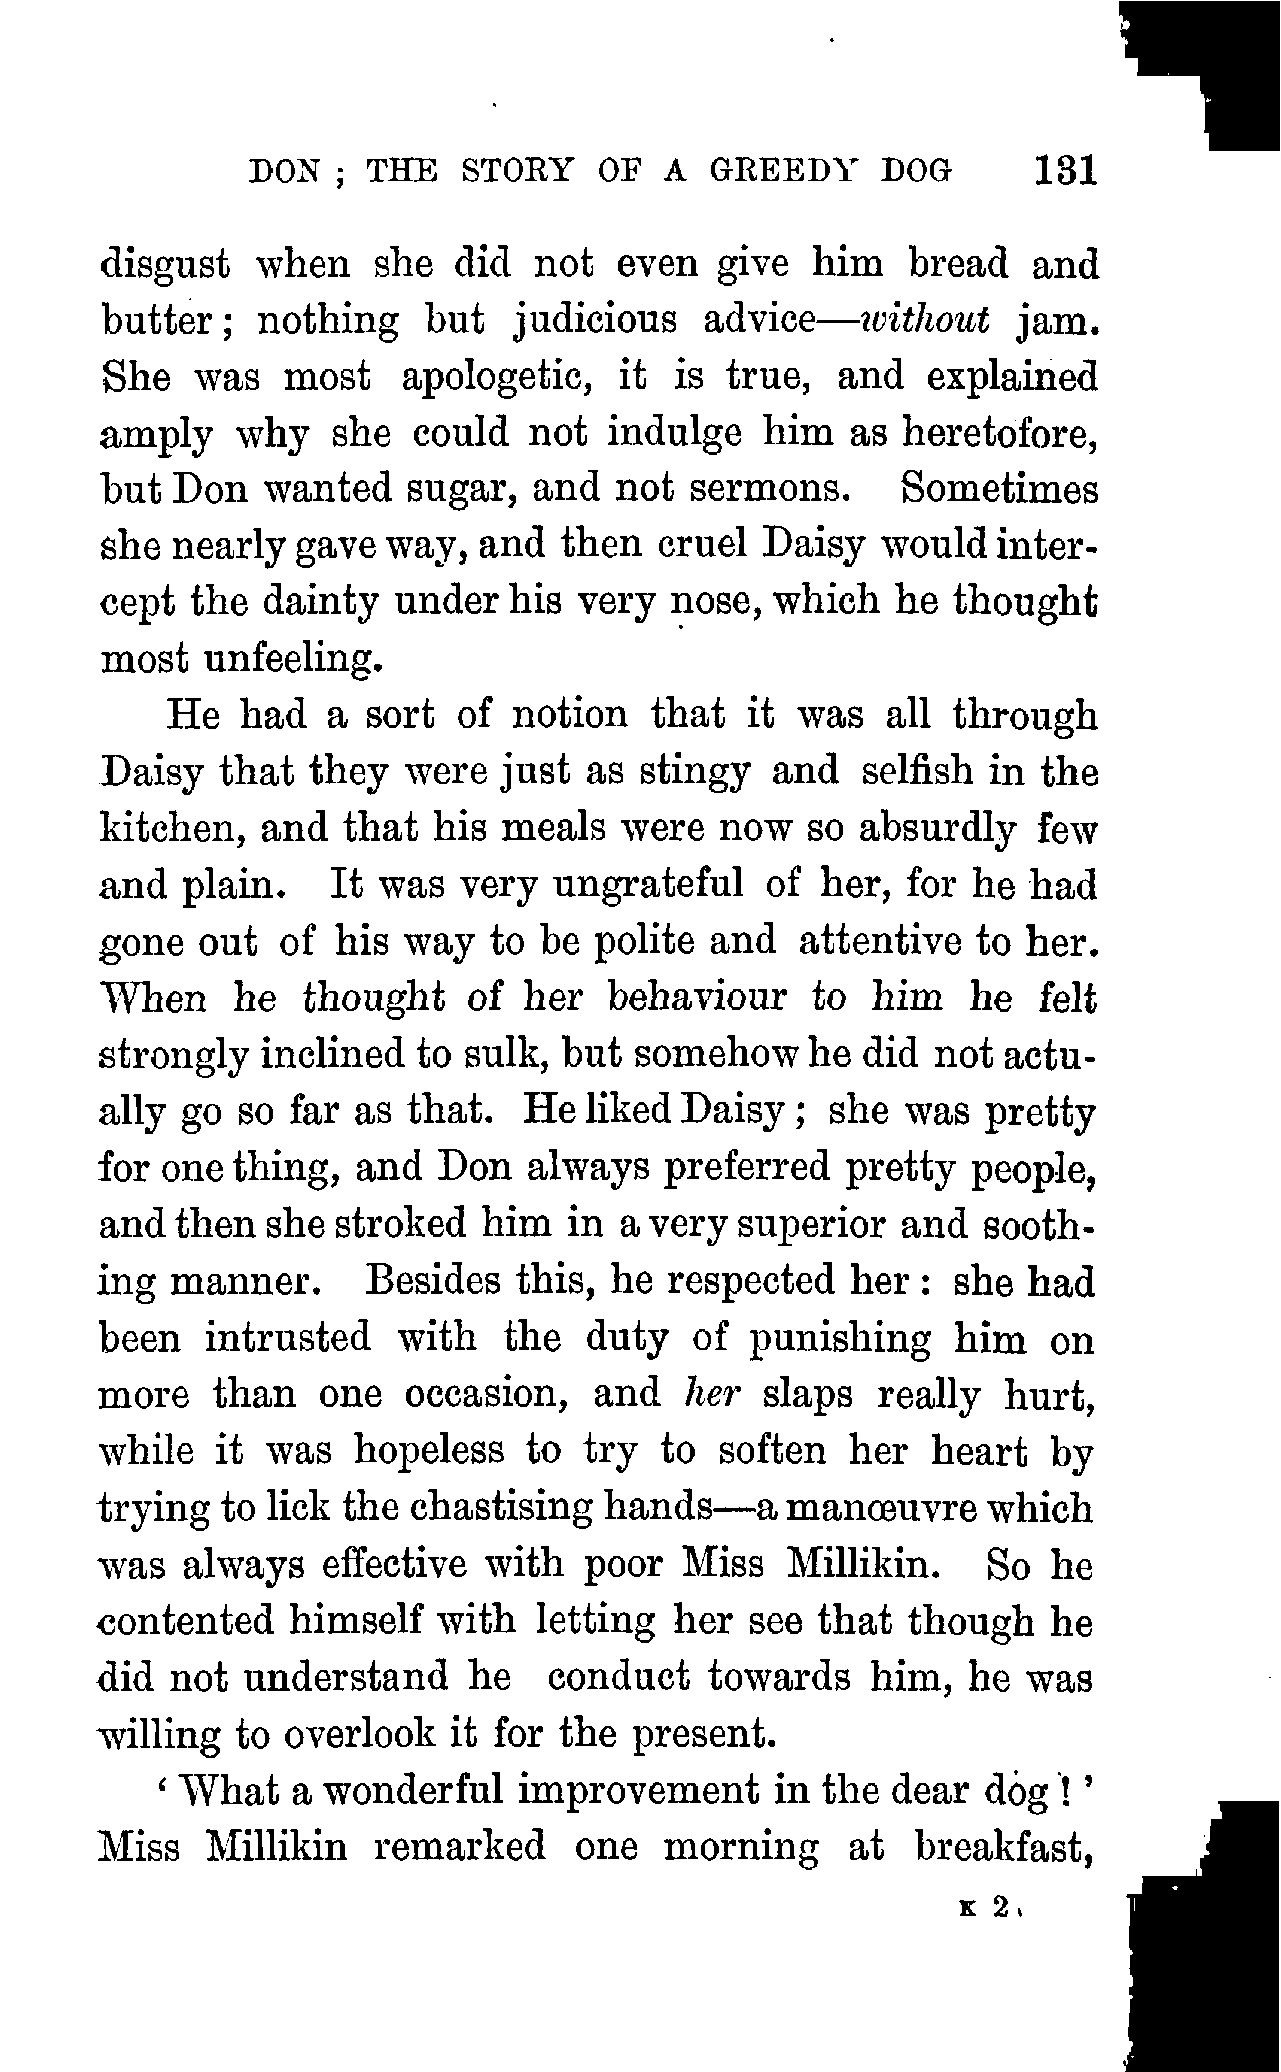 DON ; THE STORY OF A GREEDY DOG 131
disgust when she did not even give him bread and
butter ; nothing but judicious advice—without jam.
She was most apologetic, it is true, and explained
amply why she could not indulge him as heretofore,
but Don wanted sugar, and not sermons. Sometimes
she nearly gave way, and then cruel Daisy would inter-
cept the dainty under his very nose, which he thought
most unfeeling.
He had a sort of notion that it was all through
Daisy that they were just as stingy and selfish in the
kitchen, and that his meals were now so absurdly few
and plain. It was very ungrateful of her, for he had
gone out of his way to be polite and attentive to her.
When he thought of her behaviour to him he felt
strongly inclined to sulk, but somehow he did not actu-
ally go so far as that. He liked Daisy ; she was pretty
for one thing, and Don always preferred pretty people,
and then she stroked him in a very superior and sooth-
ing manner. Besides this, he respected her : she had
been intrusted with the duty of punishing him on
more than one occasion, and her slaps really hurt,
while it was hopeless to try to soften her heart by
trying to lick the chastising hands—a manœuvre which
was always effective with poor Miss Millikin. So he
contented himself with letting her see that though he
did not understand he conduct towards him, he was
willing to overlook it for the present.
‘ What a wonderful improvement in the dear dog ! ’
Miss Millikin remarked one morning at breakfast,
K 2